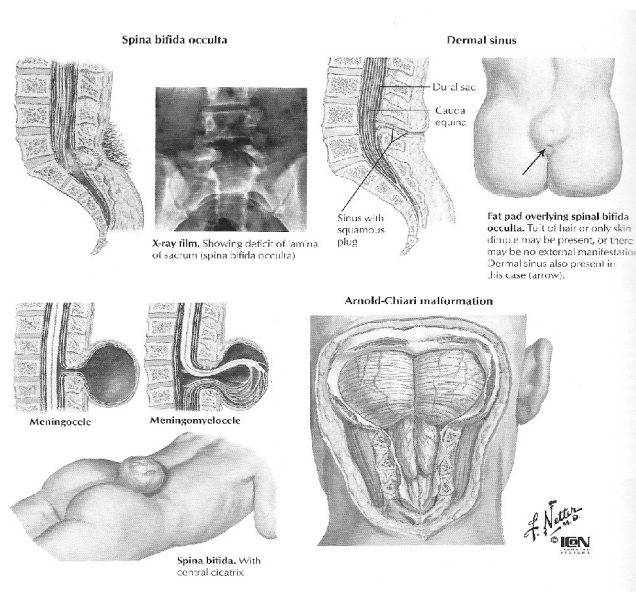 Spina bifida occulta
Dermal sinus
Dural sac
Cauda
equina
Sinus with
squamous
plug
X-ray film. Showing deficit of lamina
of sacrum (spina bifida occulta)
Fat pad overlying spinal bifida
occulta. Tuft of hair or only skin
dimple may be present, or there
may be no external manifestation
Dermal sinus also present in
this case (arrow).
Arnold-Chiari malformation
Meningocele
Meningomyelocele
Spina bifida. With
central cicatrix
F. Netter
M.D.
© ICON
LEARNING
SYSTEMS